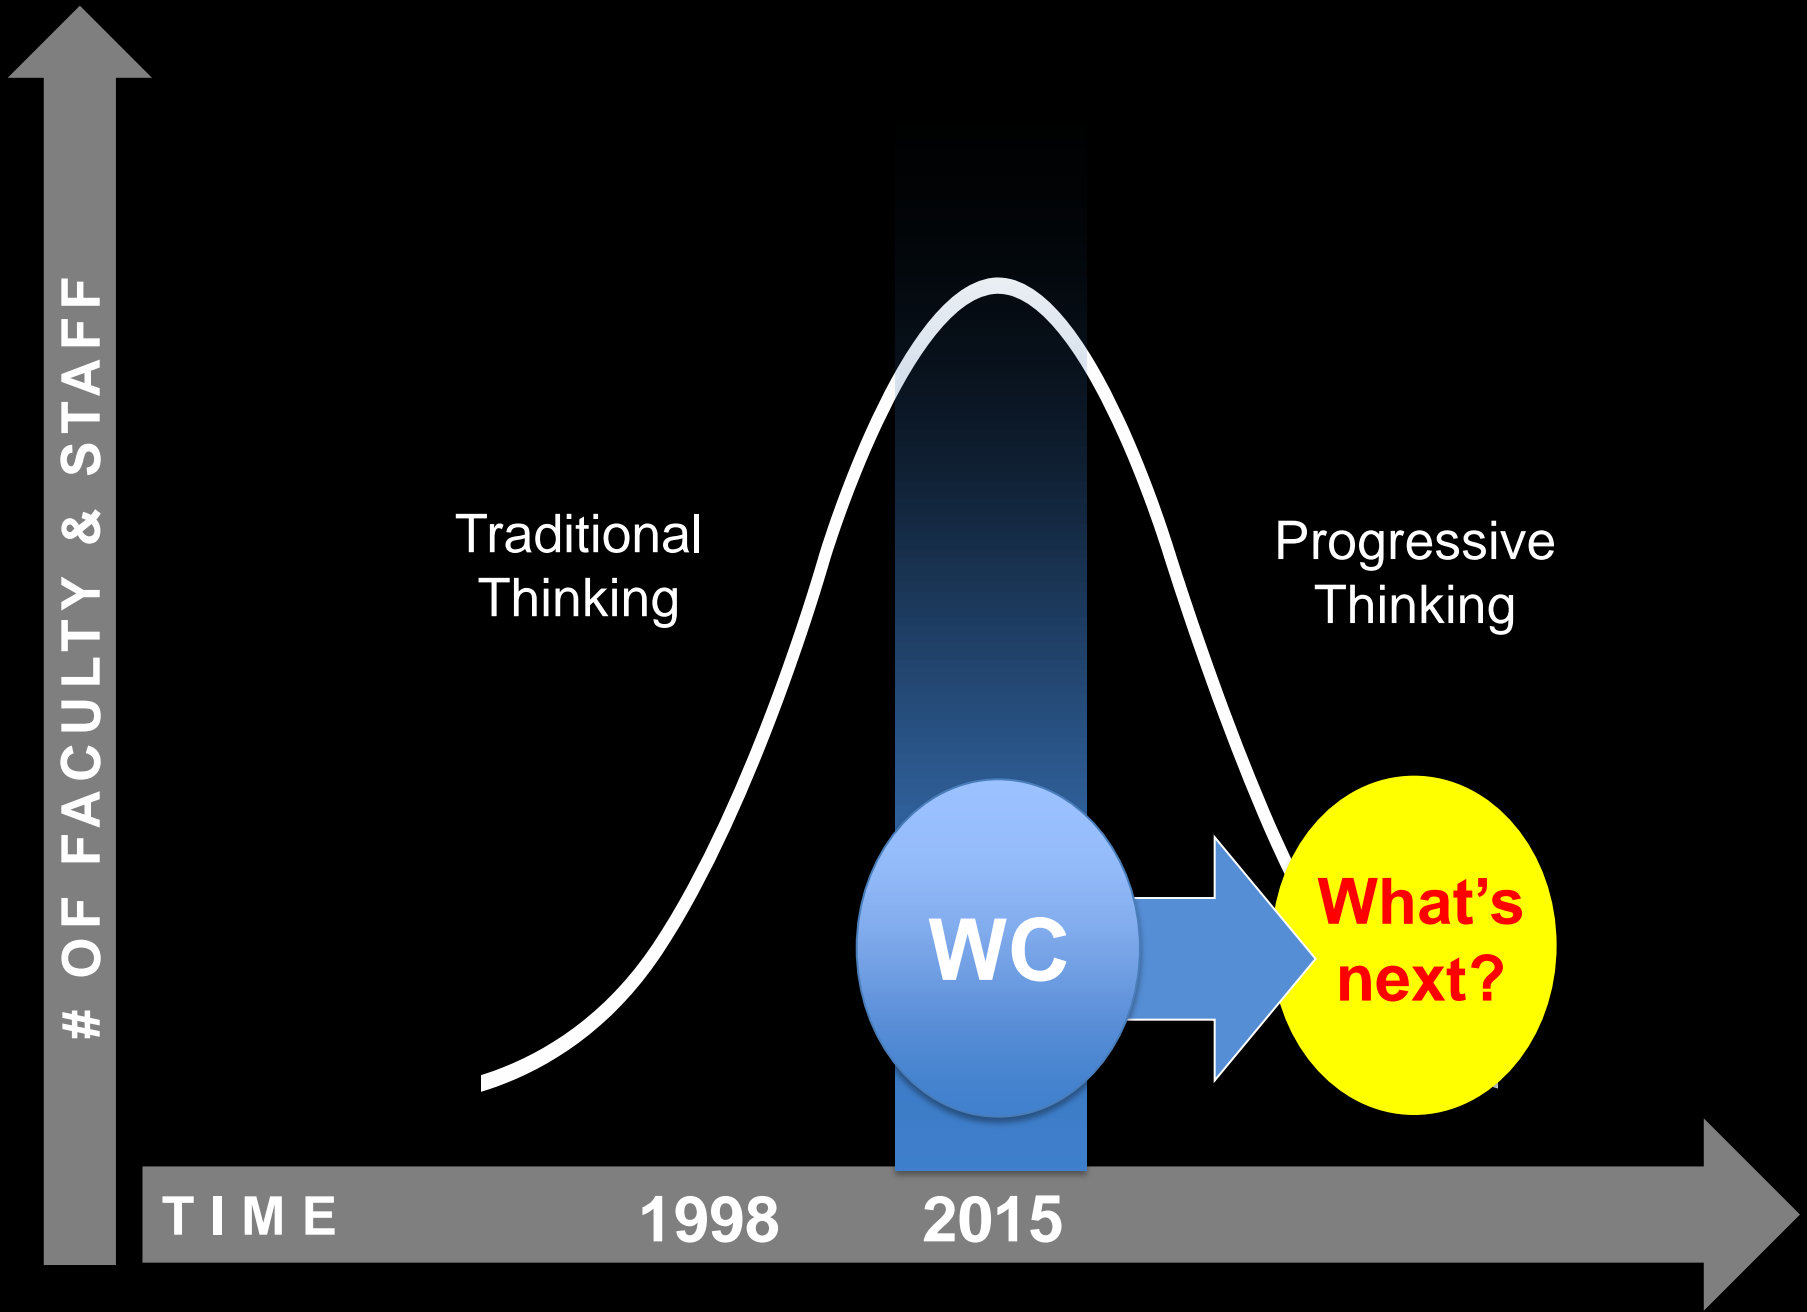 # OF FACULTY & STAFF
Traditional
Thinking
Progressive
Thinking
WC
What’s
next?
TIME
1998
2015